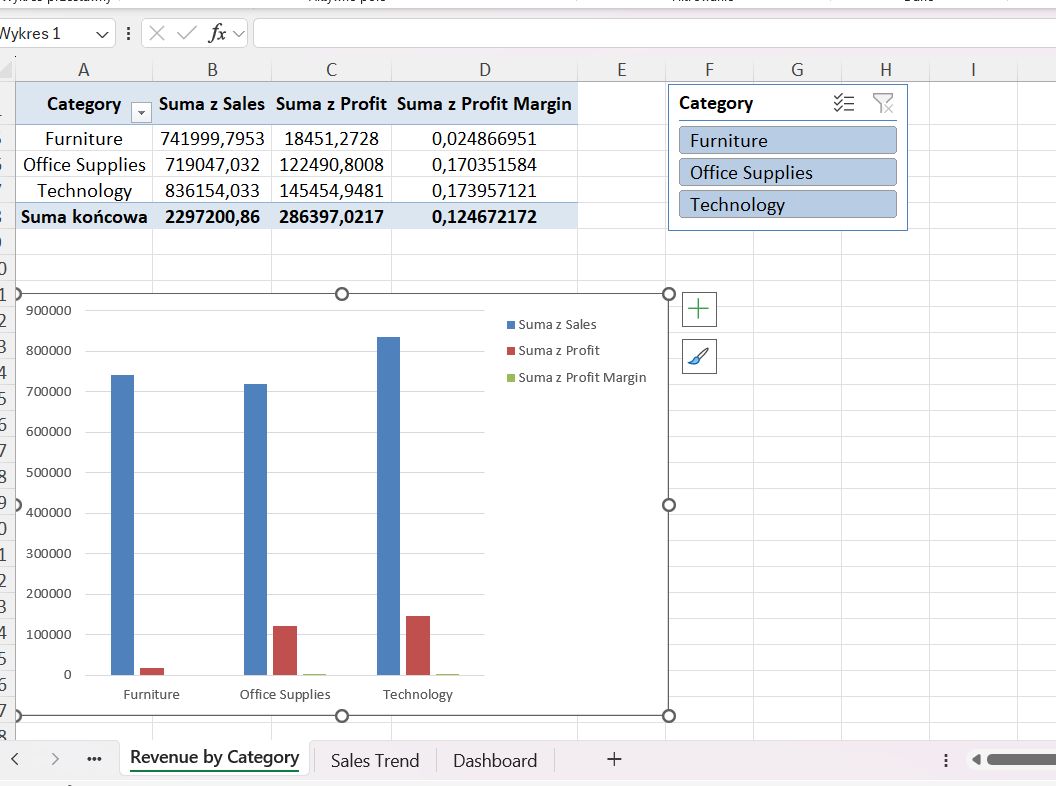 Wykres 1
fx
A B C D E F G H I
Category Suma z Sales Suma z Profit Suma z Profit Margin
Furniture 741999,7953 18451,2728 0,024866951
Office Supplies 719047,032 122490,8008 0,170351584
Technology 836154,033 145454,9481 0,173957121
Suma końcowa 2297200,86 286397,0217 0,124672172
Category
Furniture
Office Supplies
Technology
900000
800000
700000
600000
500000
400000
300000
200000
100000
0
Furniture Office Supplies Technology
Suma z Sales
Suma z Profit
Suma z Profit Margin
Revenue by Category Sales Trend Dashboard